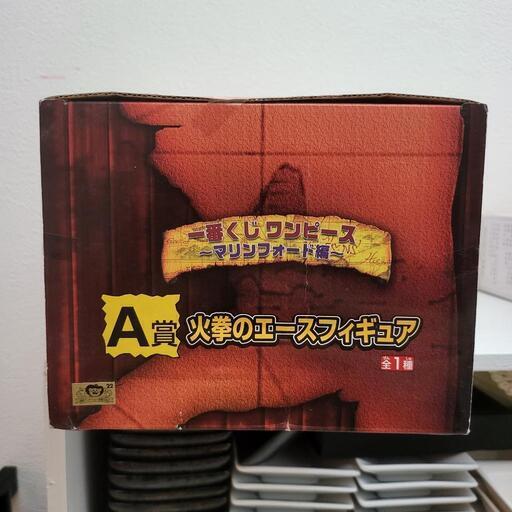 一番くじ ワンピース
～マリンフォード編～
A賞 火拳のエースフィギュア
全1種
22